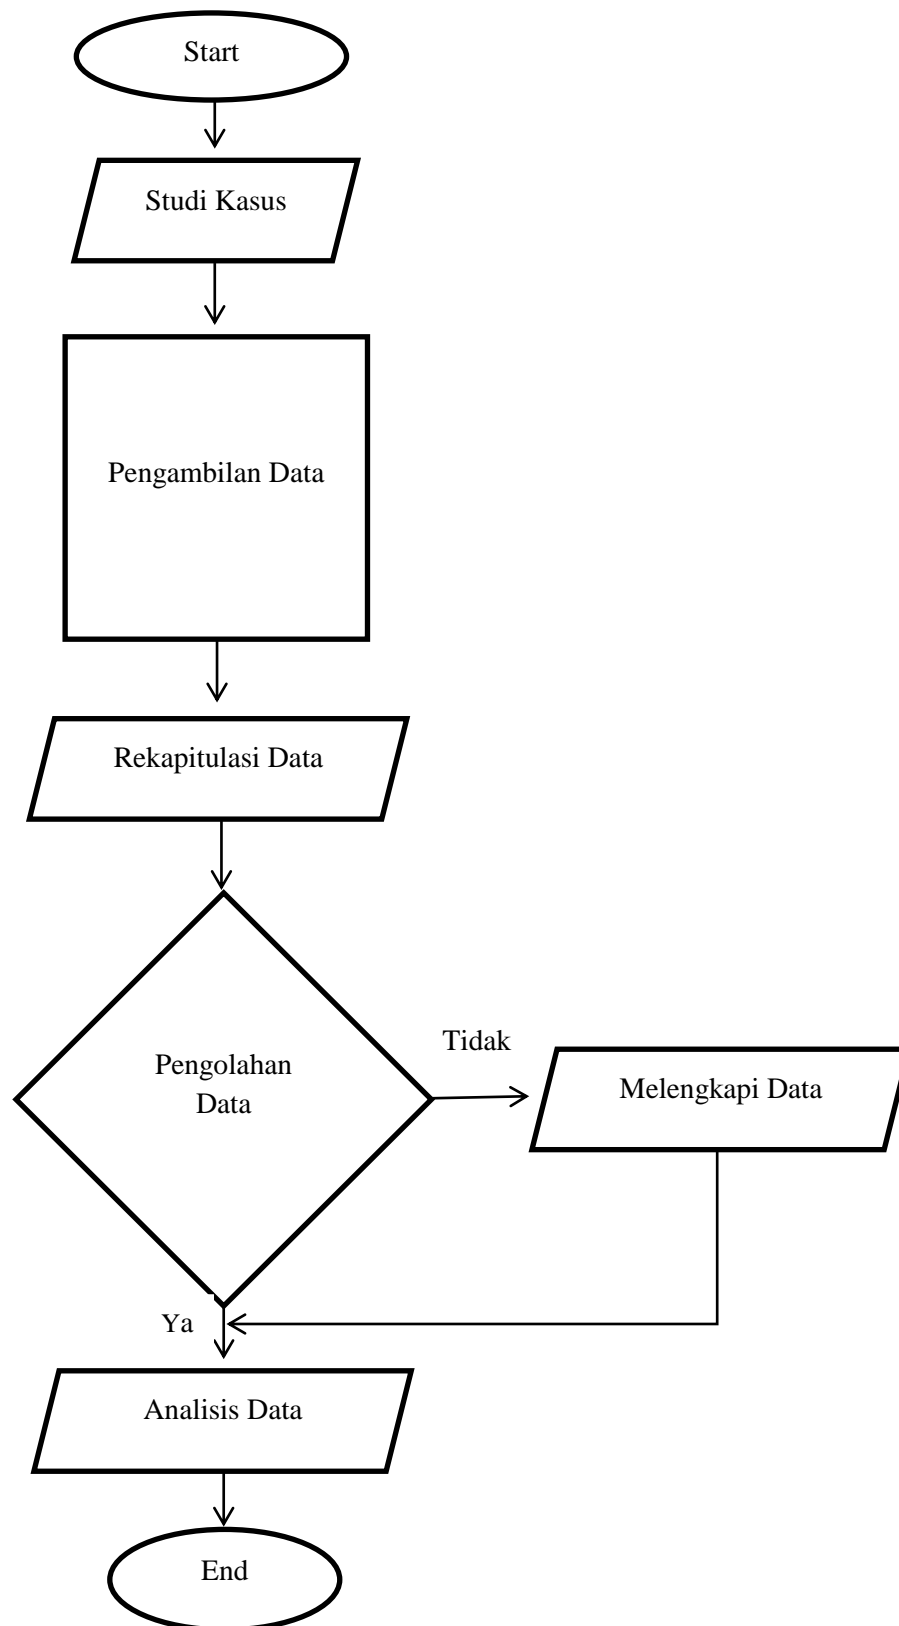 Start
Studi Kasus
Pengambilan Data
Rekapitulasi Data
Pengolahan
Data
Tidak
Melengkapi Data
Ya
Analisis Data
End